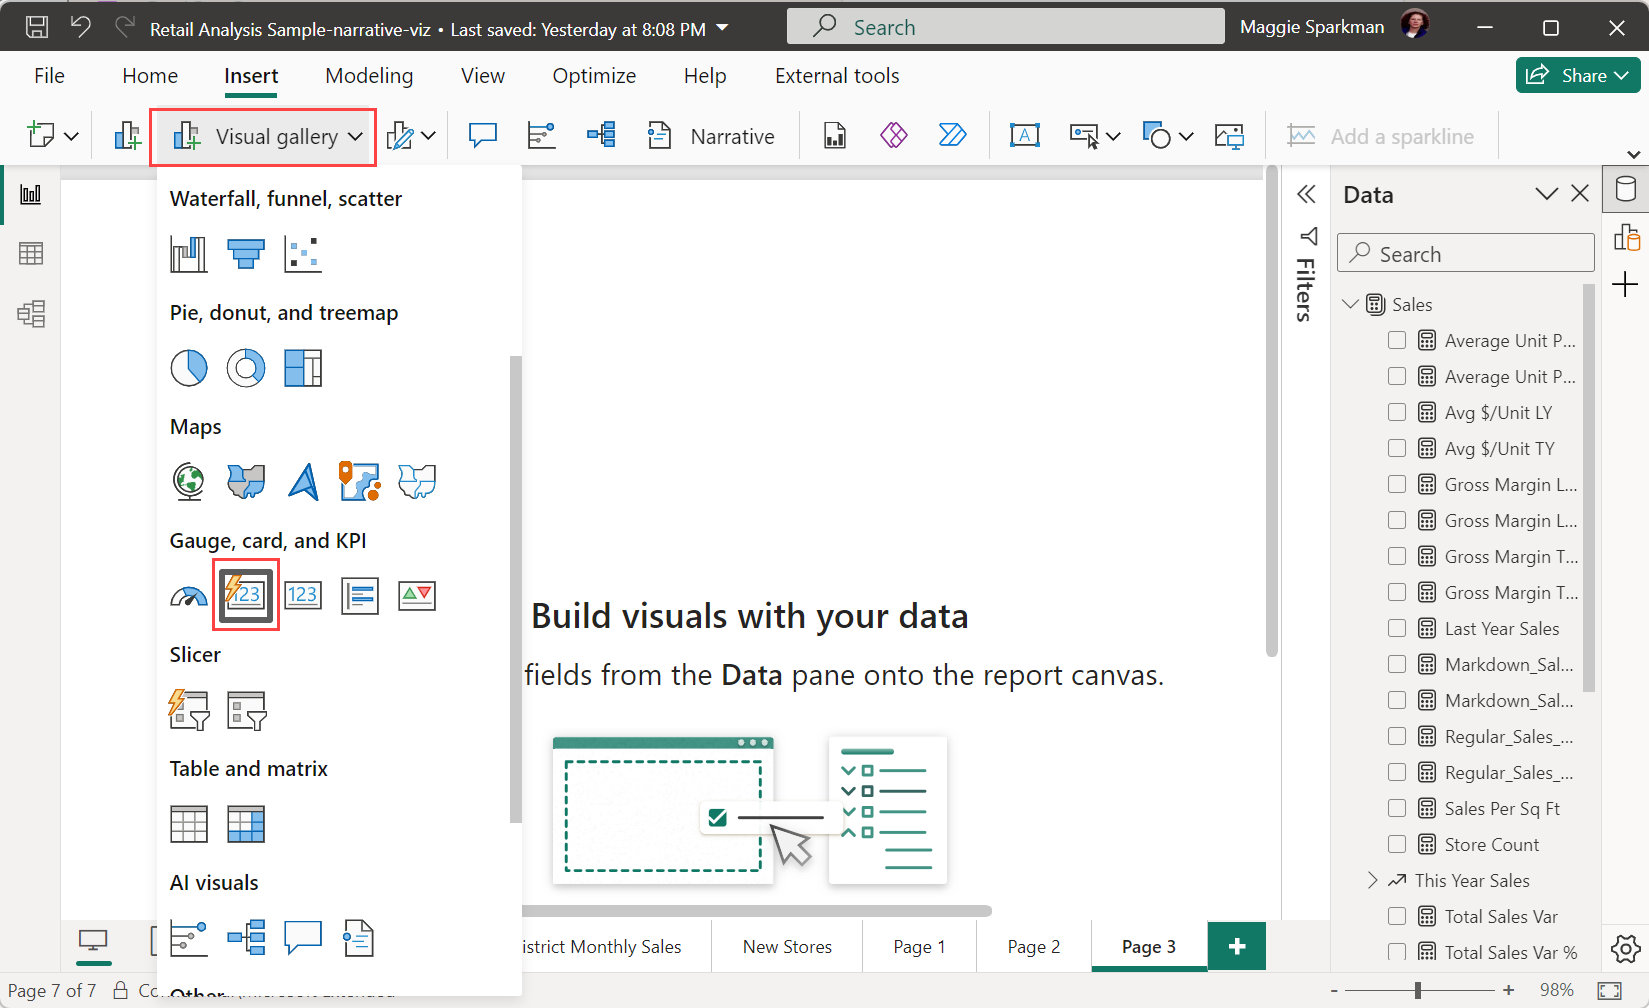 Retail Analysis Sample-narrative-viz • Last saved: Yesterday at 8:08 PM
Search
Maggie Sparkman
File Home Insert Modeling View Optimize Help External tools
Share
Visual gallery
Narrative
Add a sparkline
Waterfall, funnel, scatter
Pie, donut, and treemap
Maps
Gauge, card, and KPI
123
123
Slicer
Table and matrix
AI visuals
Other
Build visuals with your data
fields from the Data pane onto the report canvas.
Filters
Data
Search
Sales
Average Unit P...
Average Unit P...
Avg $/Unit LY
Avg $/Unit TY
Gross Margin L...
Gross Margin L...
Gross Margin T...
Gross Margin T...
Last Year Sales
Markdown_Sal...
Markdown_Sal...
Regular_Sales_...
Regular_Sales_...
Sales Per Sq Ft
Store Count
This Year Sales
Total Sales Var
Total Sales Var %
istrict Monthly Sales
New Stores
Page 1
Page 2
Page 3
Page 7 of 7
98%